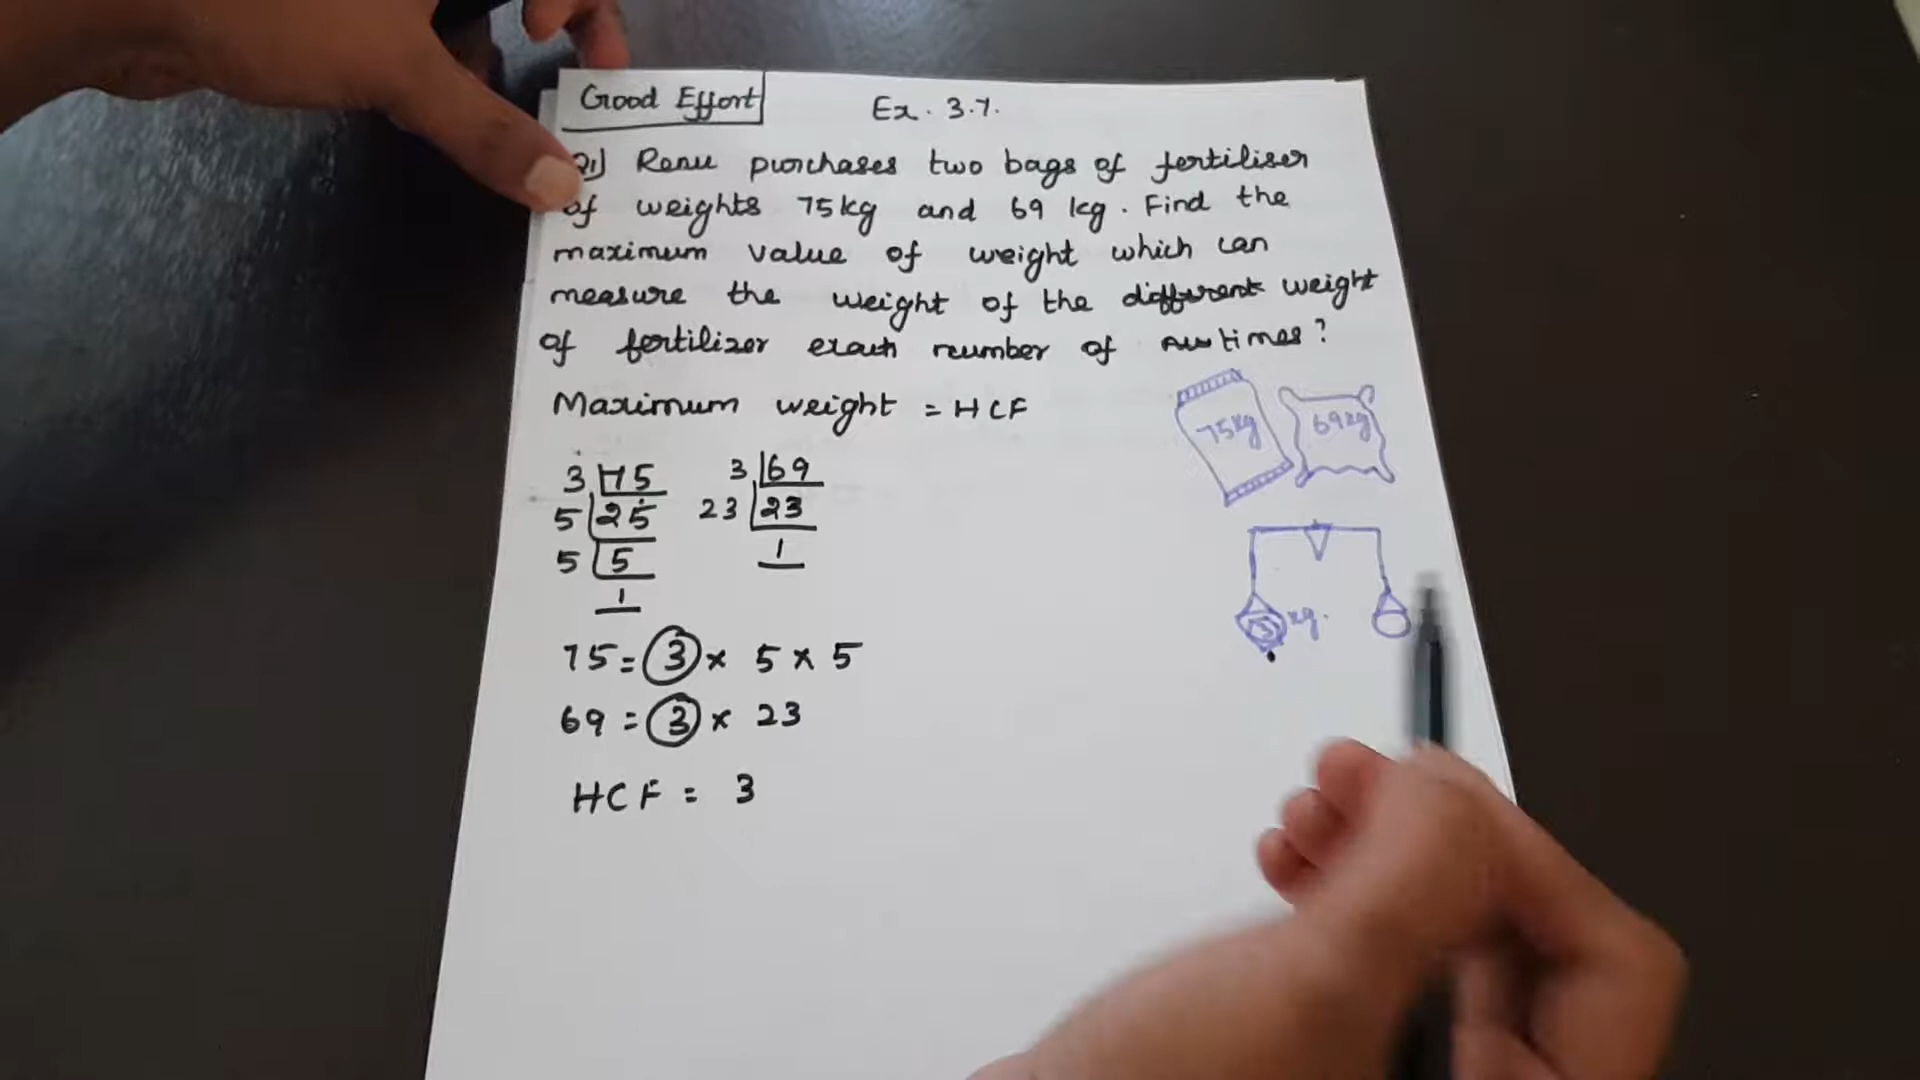 Good Effort
Ex. 3.7.
Q1) Renu purchases two bags of fertiliser
of weights 75kg and 69 kg. Find the
maximum value of weight which can
measure the weight of the different weight
of fertilizer exact number of times?
Maximum weight = HCF
75kg
69kg
3 75
5 25
5 5
1
3 69
23 23
1
3 kg.
75 = 3 × 5 × 5
69 = 3 × 23
HCF = 3